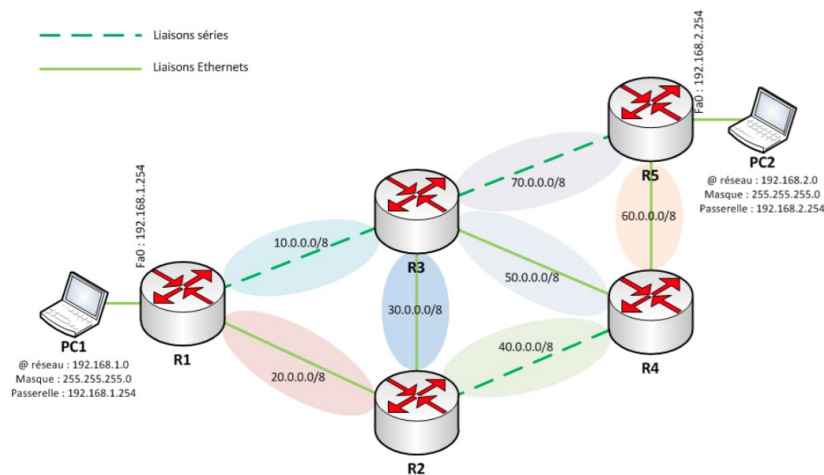 Liaisons séries
Liaisons Ethernets
Fa0 : 192.168.2.254
R5
PC2
@ réseau : 192.168.2.0
Masque : 255.255.255.0
Passerelle : 192.168.2.254
70.0.0.0/8
60.0.0.0/8
Fa0 : 192.168.1.254
10.0.0.0/8
R3
50.0.0.0/8
30.0.0.0/8
R4
PC1
@ réseau : 192.168.1.0
Masque : 255.255.255.0
Passerelle : 192.168.1.254
R1
20.0.0.0/8
40.0.0.0/8
R2